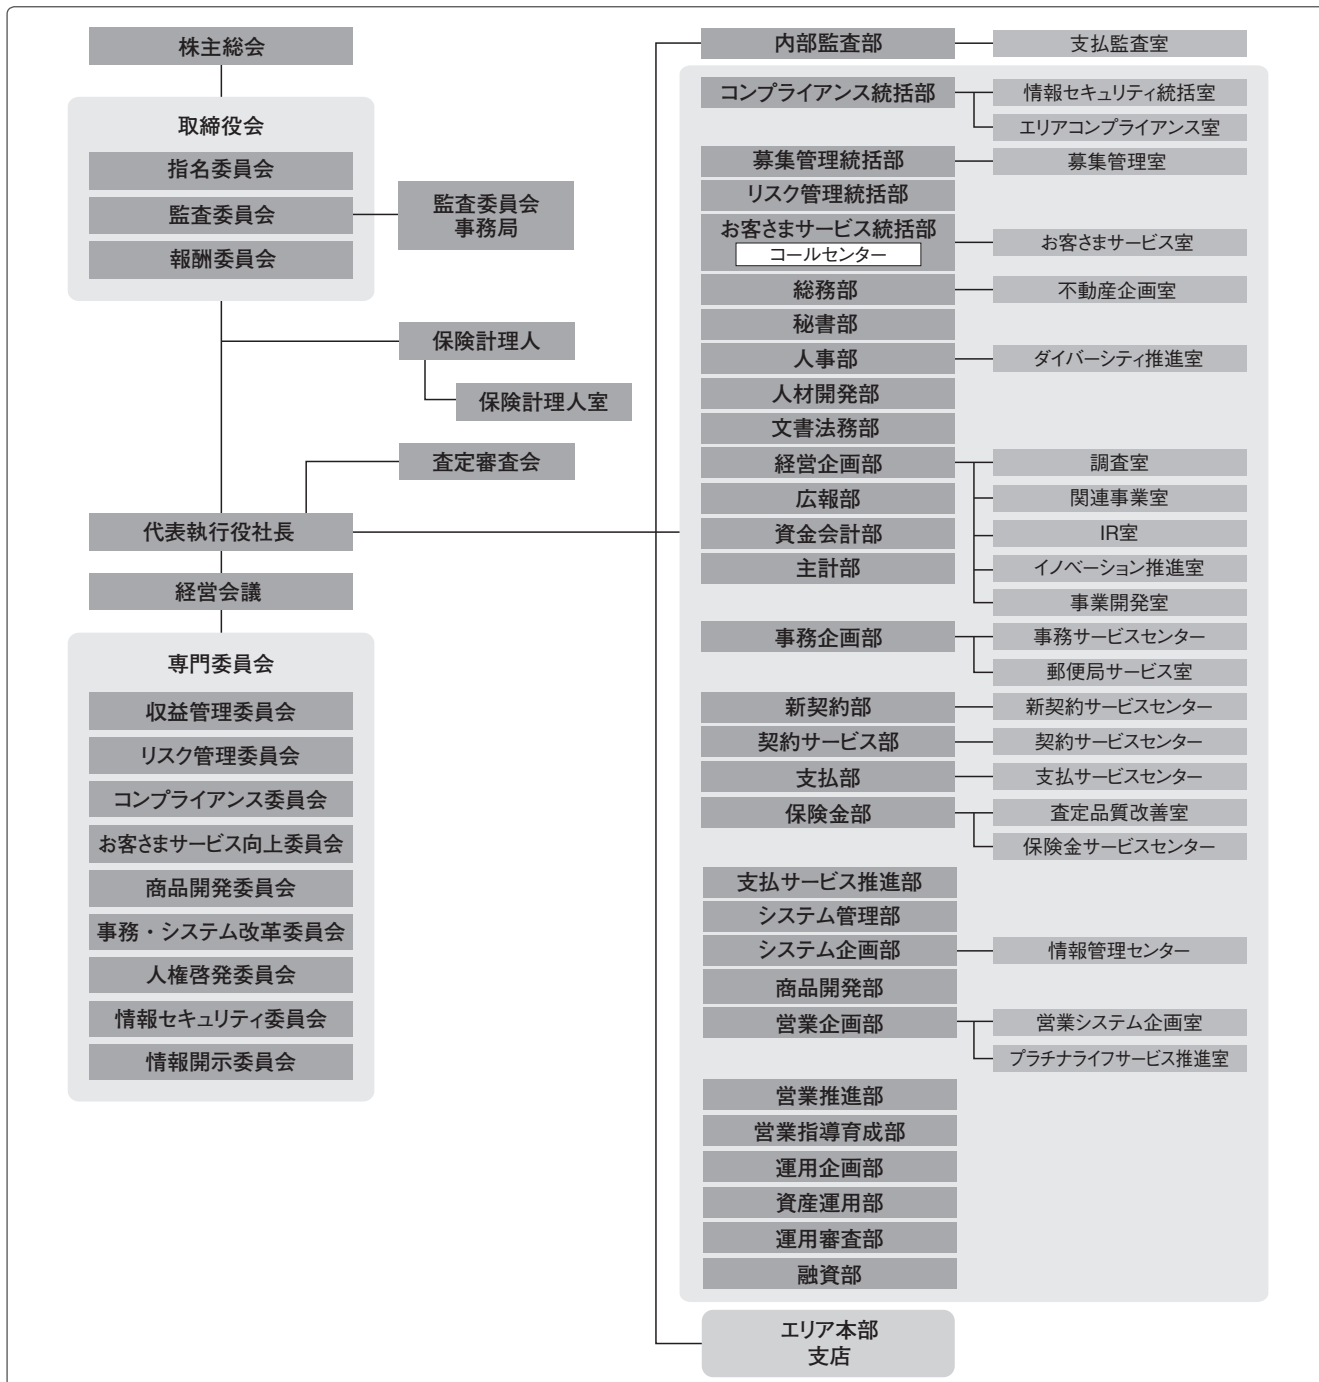 株主総会
取締役会
指名委員会
監査委員会
報酬委員会
監査委員会
事務局
保険計理人
保険計理人室
査定審査会
代表執行役社長
経営会議
専門委員会
収益管理委員会
リスク管理委員会
コンプライアンス委員会
お客さまサービス向上委員会
商品開発委員会
事務・システム改革委員会
人権啓発委員会
情報セキュリティ委員会
情報開示委員会
内部監査部
支払監査室
コンプライアンス統括部
情報セキュリティ統括室
エリアコンプライアンス室
募集管理統括部
募集管理室
リスク管理統括部
お客さまサービス統括部
コールセンター
お客さまサービス室
総務部
不動産企画室
秘書部
人事部
ダイバーシティ推進室
人材開発部
文書法務部
経営企画部
調査室
関連事業室
IR室
イノベーション推進室
事業開発室
広報部
資金会計部
主計部
事務企画部
事務サービスセンター
郵便局サービス室
新契約部
新契約サービスセンター
契約サービス部
契約サービスセンター
支払部
支払サービスセンター
保険金部
査定品質改善室
保険金サービスセンター
支払サービス推進部
システム管理部
システム企画部
情報管理センター
商品開発部
営業企画部
営業システム企画室
プラチナライフサービス推進室
営業推進部
営業指導育成部
運用企画部
資産運用部
運用審査部
融資部
エリア本部
支店